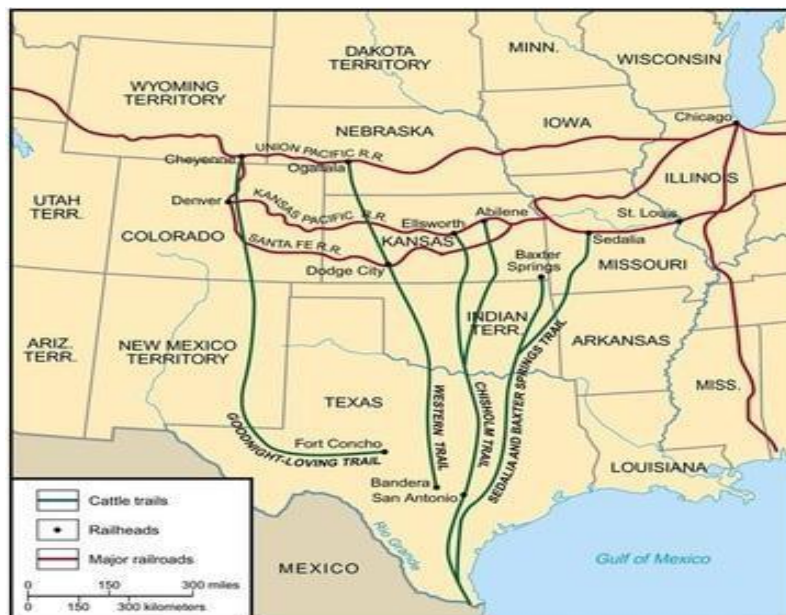 DAKOTA
TERRITORY
MINN.
WISCONSIN
WYOMING
TERRITORY
NEBRASKA
IOWA
Chicago
UNION PACIFIC R.R.
Cheyenne
Ogallala
ILLINOIS
UTAH
TERR.
Denver
KANSAS PACIFIC R.R.
Ellsworth
Abilene
St. Louis
COLORADO
SANTA FE R.R.
KANSAS
Sedalia
Dodge City
Baxter
Springs
MISSOURI
INDIAN
TERR.
ARIZ.
TERR.
NEW MEXICO
TERRITORY
ARKANSAS
MISS.
TEXAS
WESTERN TRAIL
CHISHOLM TRAIL
SEDALIA AND BAXTER SPRINGS TRAIL
GOODNIGHT-LOVING TRAIL
Fort Concho
LOUISIANA
Bandera
San Antonio
Cattle trails
Railheads
Major railroads
Rio Grande
MEXICO
Gulf of Mexico
0 150 300 miles
0 150 300 kilometers